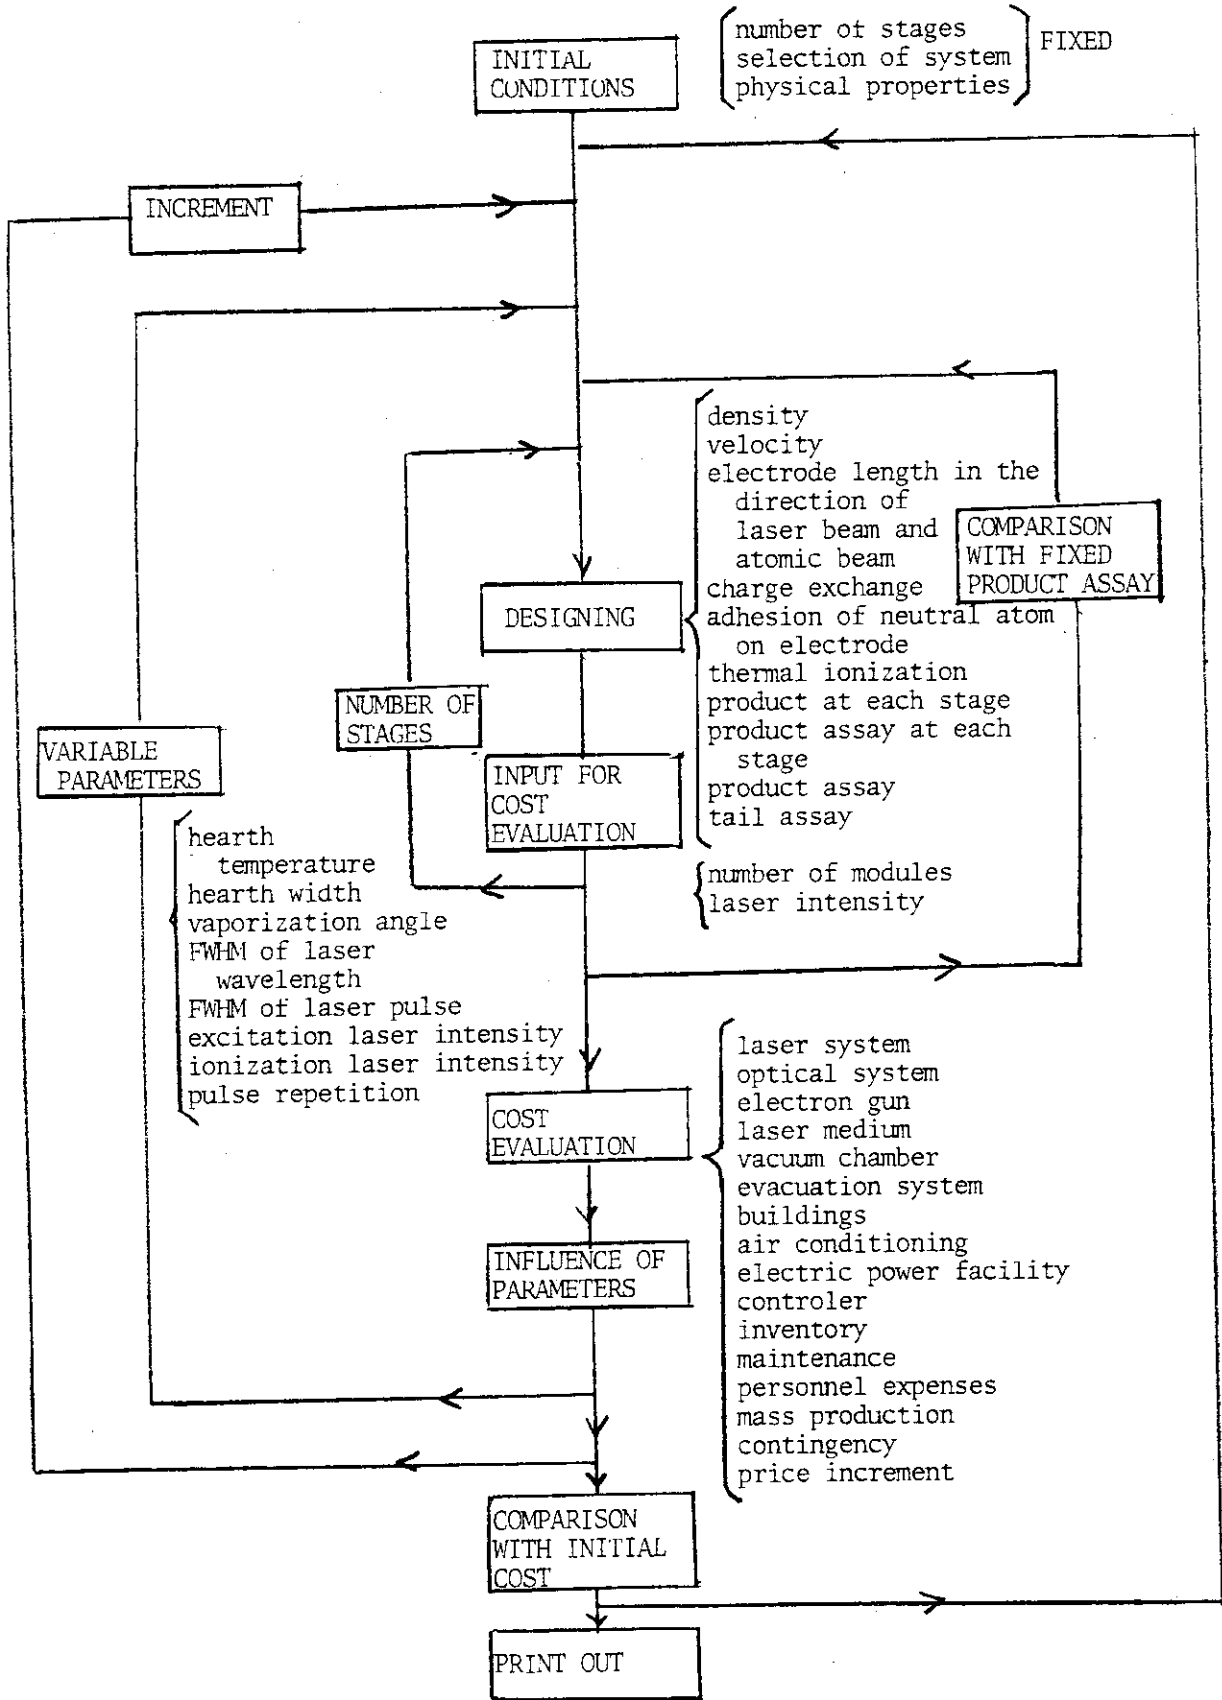 INITIAL
CONDITIONS
number of stages
selection of system
physical properties
FIXED
INCREMENT
density
velocity
electrode length in the
direction of
laser beam and
atomic beam
charge exchange
adhesion of neutral atom
on electrode
thermal ionization
product at each stage
product assay at each
stage
product assay
tail assay
COMPARISON
WITH FIXED
PRODUCT ASSAY
DESIGNING
NUMBER OF
STAGES
VARIABLE
PARAMETERS
INPUT FOR
COST
EVALUATION
number of modules
laser intensity
hearth
temperature
hearth width
vaporization angle
FWHM of laser
wavelength
FWHM of laser pulse
excitation laser intensity
ionization laser intensity
pulse repetition
COST
EVALUATION
laser system
optical system
electron gun
laser medium
vacuum chamber
evacuation system
buildings
air conditioning
electric power facility
controler
inventory
maintenance
personnel expenses
mass production
contingency
price increment
INFLUENCE OF
PARAMETERS
COMPARISON
WITH INITIAL
COST
PRINT OUT